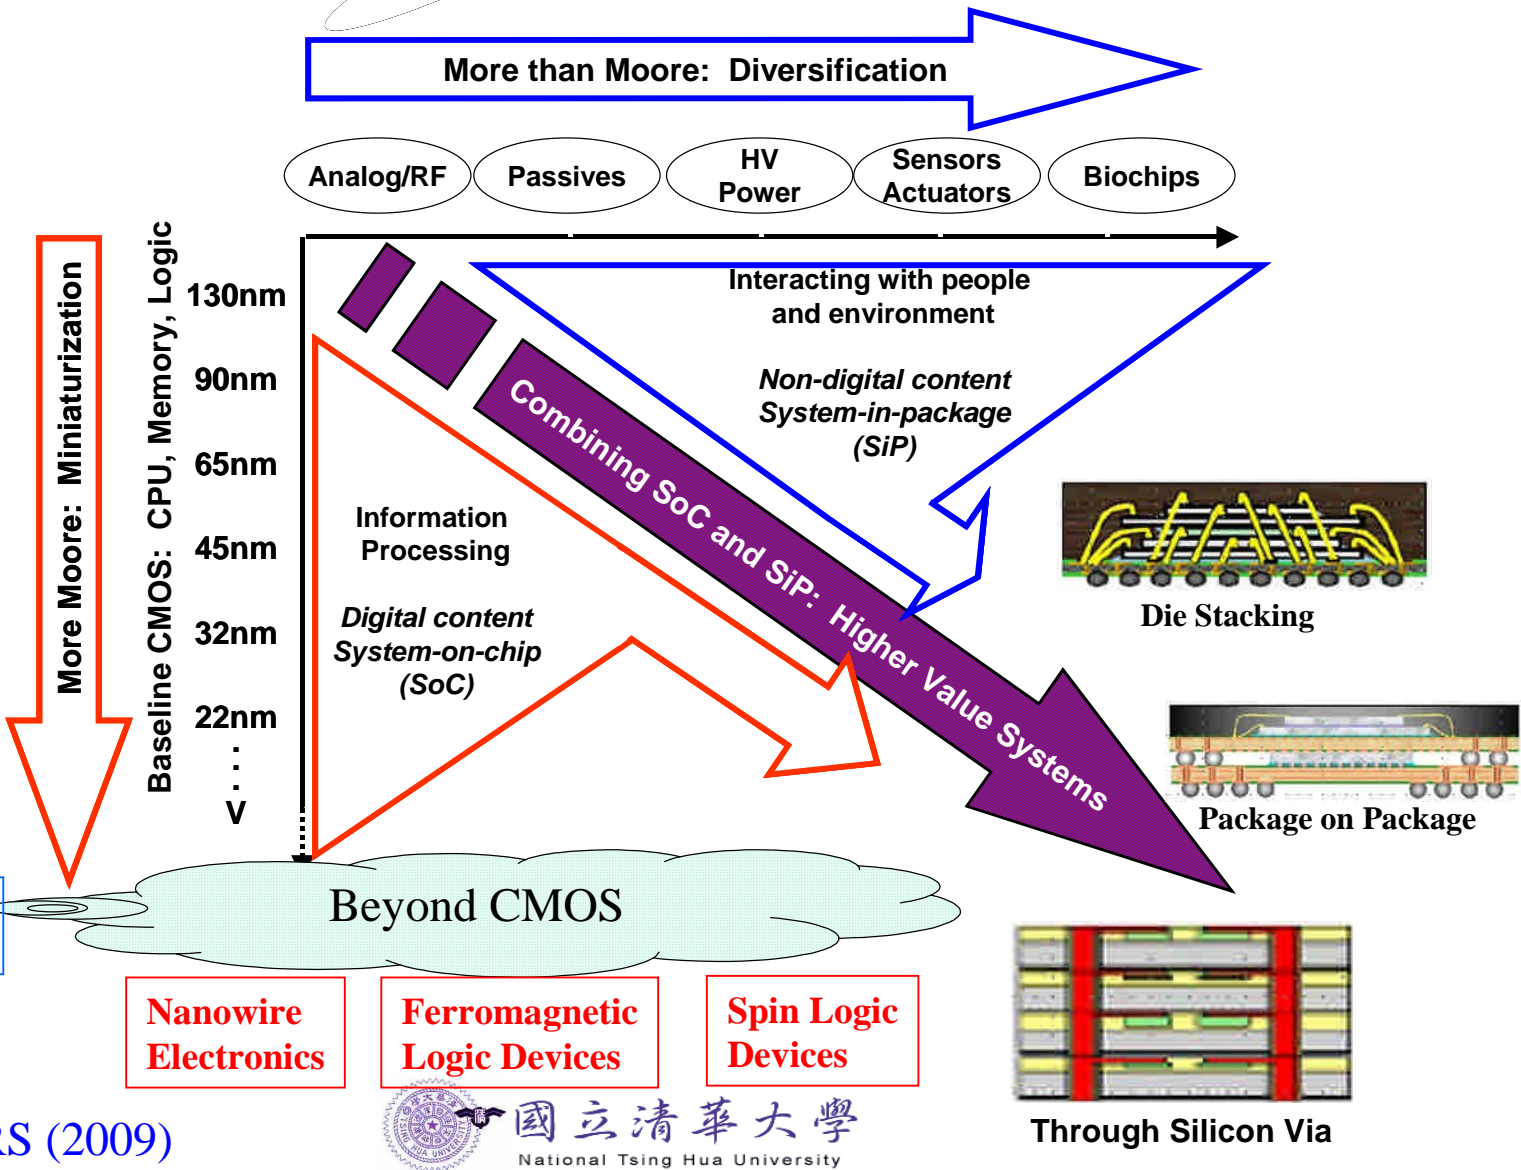 More than Moore:  Diversification
Analog/RF
Passives
HV
Power
Sensors
Actuators
Biochips
More Moore:  Miniaturization
Baseline CMOS:  CPU, Memory, Logic
130nm
90nm
65nm
45nm
32nm
22nm
.
.
.
V
Interacting with people
and environment
Non-digital content
System-in-package
(SiP)
Combining SoC and SiP:  Higher Value Systems
Information
Processing
Digital content
System-on-chip
(SoC)
Die Stacking
Package on Package
Beyond CMOS
Nanowire
Electronics
Ferromagnetic
Logic Devices
Spin Logic
Devices
Through Silicon Via
RS (2009)
國立清華大學
National Tsing Hua University